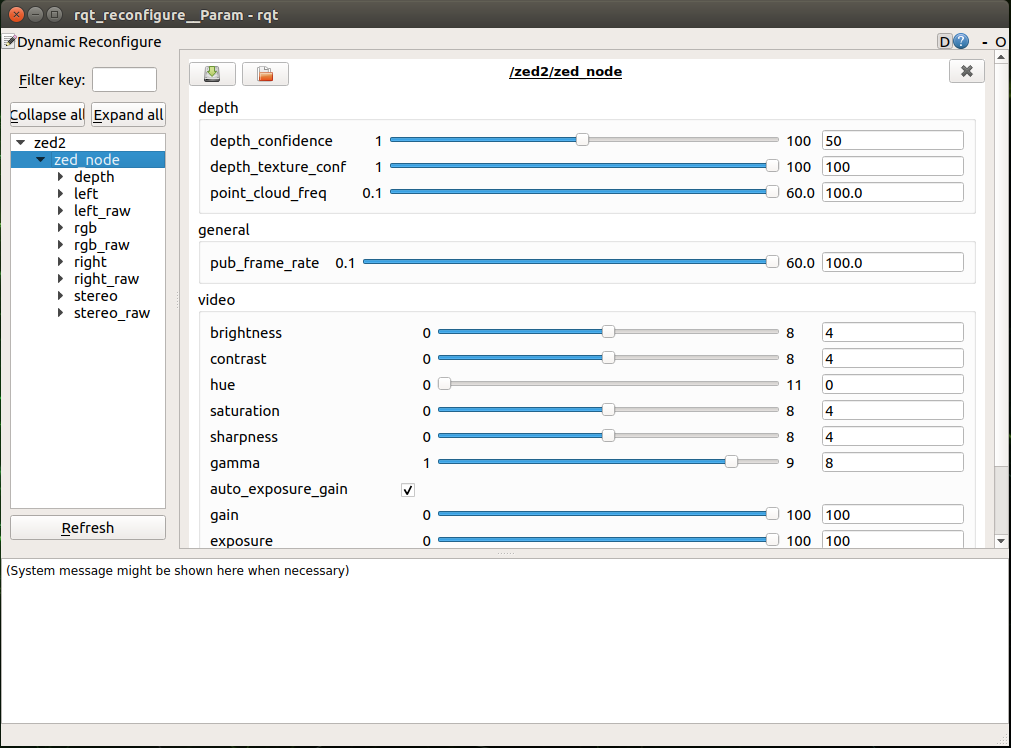 rqt_reconfigure__Param - rqt
Dynamic Reconfigure D ? - O
Filter key:
Collapse all Expand all
zed2
zed_node
depth
left
left_raw
rgb
rgb_raw
right
right_raw
stereo
stereo_raw
Refresh
/zed2/zed_node
depth
depth_confidence 1 100 50
depth_texture_conf 1 100 100
point_cloud_freq 0.1 60.0 100.0
general
pub_frame_rate 0.1 60.0 100.0
video
brightness 0 8 4
contrast 0 8 4
hue 0 11 0
saturation 0 8 4
sharpness 0 8 4
gamma 1 9 8
auto_exposure_gain
gain 0 100 100
exposure 0 100 100
(System message might be shown here when necessary)